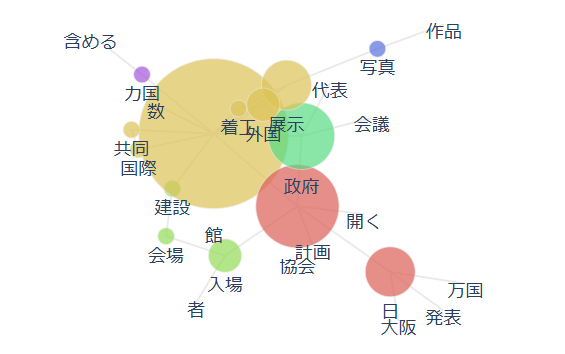 作品
含める
写真
カ国
代表
数
着工
展示
外国
会議
共同
国際
政府
建設
開く
館
会場
計画
協会
入場
万国
者
日
発表
大阪